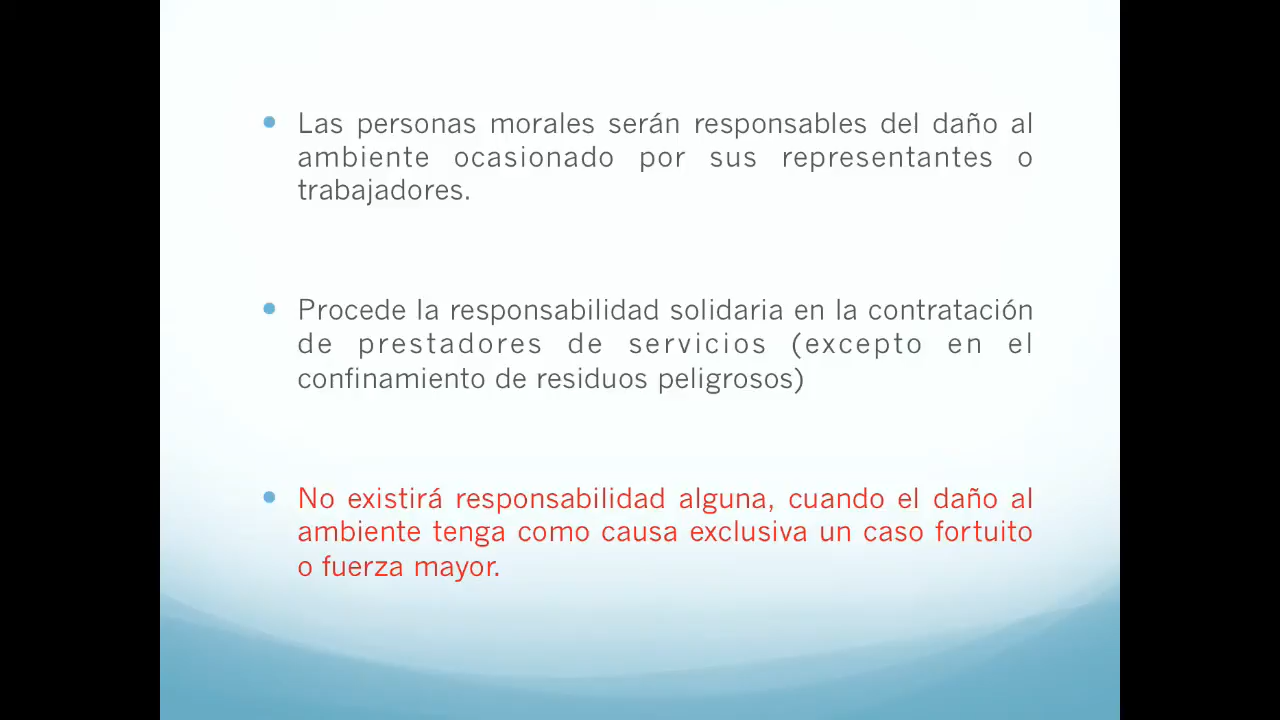 • Las personas morales serán responsables del daño al
ambiente ocasionado por sus representantes o
trabajadores.
• Procede la responsabilidad solidaria en la contratación
de prestadores de servicios (excepto en el
confinamiento de residuos peligrosos)
• No existirá responsabilidad alguna, cuando el daño al
ambiente tenga como causa exclusiva un caso fortuito
o fuerza mayor.